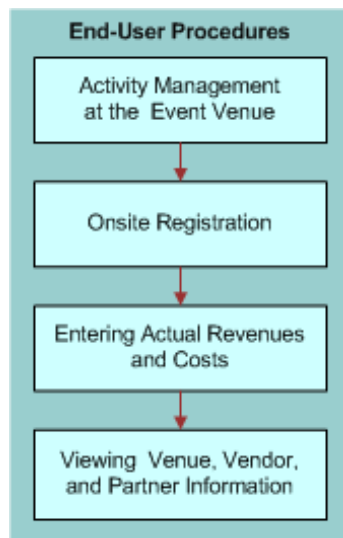 End-User Procedures
Activity Management
at the Event Venue
Onsite Registration
Entering Actual Revenues
and Costs
Viewing Venue, Vendor,
and Partner Information